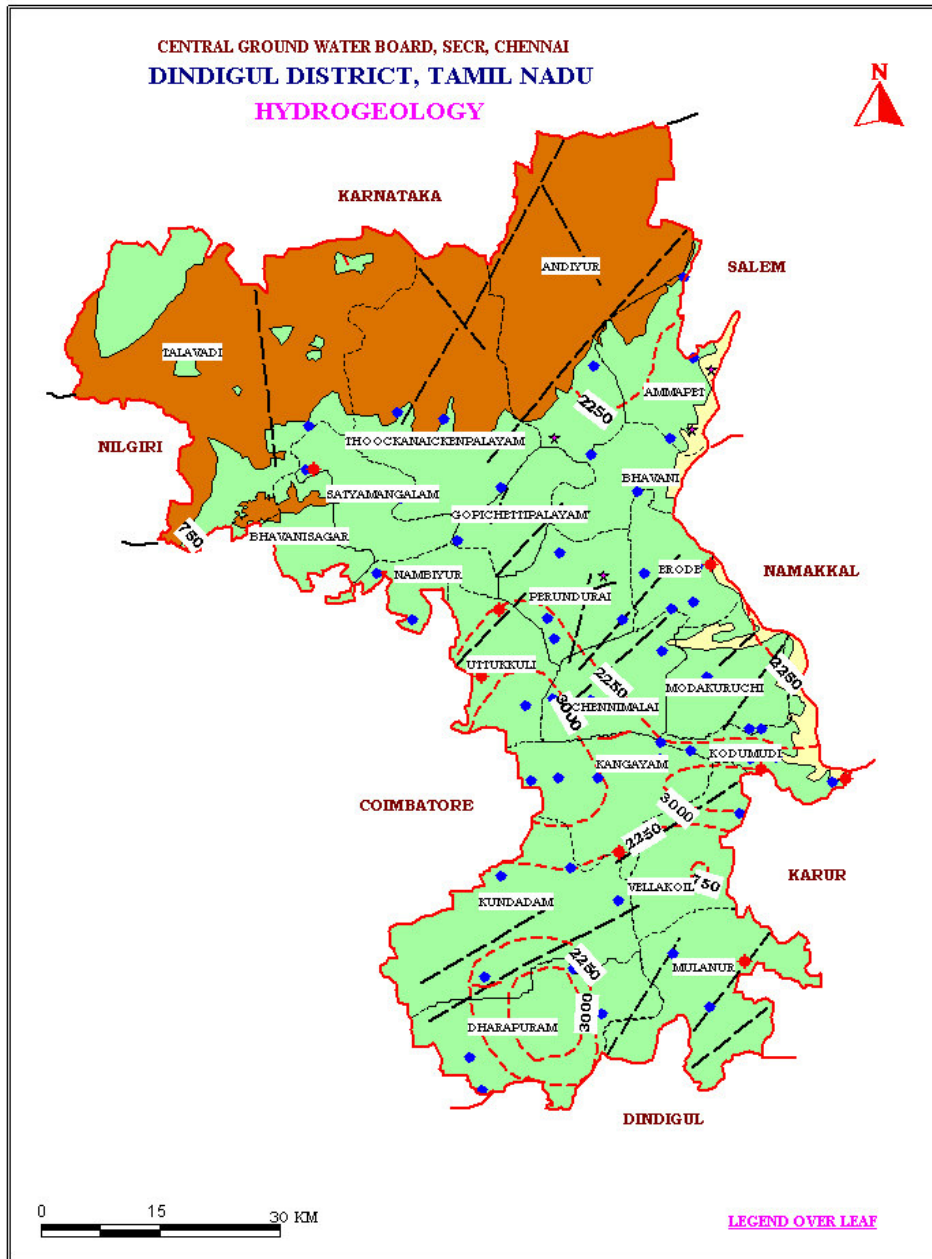 CENTRAL GROUND WATER BOARD, SECR, CHENNAI
DINDIGUL DISTRICT, TAMIL NADU
HYDROGEOLOGY
N
KARNATAKA
SALEM
ANDIYUR
TALAVADI
AMMAPET
2250
NILGIRI
THOOCKANAICKENPALAYAM
BHAVANI
SATYAMANGALAM
GOPICHETTIPALAYAM
750
BHAVANISAGAR
NAMBIYUR
ERODE
NAMAKKAL
PERUNDURAI
UTTUKKULI
2250
2250
MODAKURUCHI
3000
CHENNIMALAI
KODUMUDI
KANGAYAM
COIMBATORE
3000
2250
KARUR
750
VELLAKOIL
KUNDADAM
2250
MULANUR
3000
DHARAPURAM
DINDIGUL
0 15 30 KM
LEGEND OVER LEAF